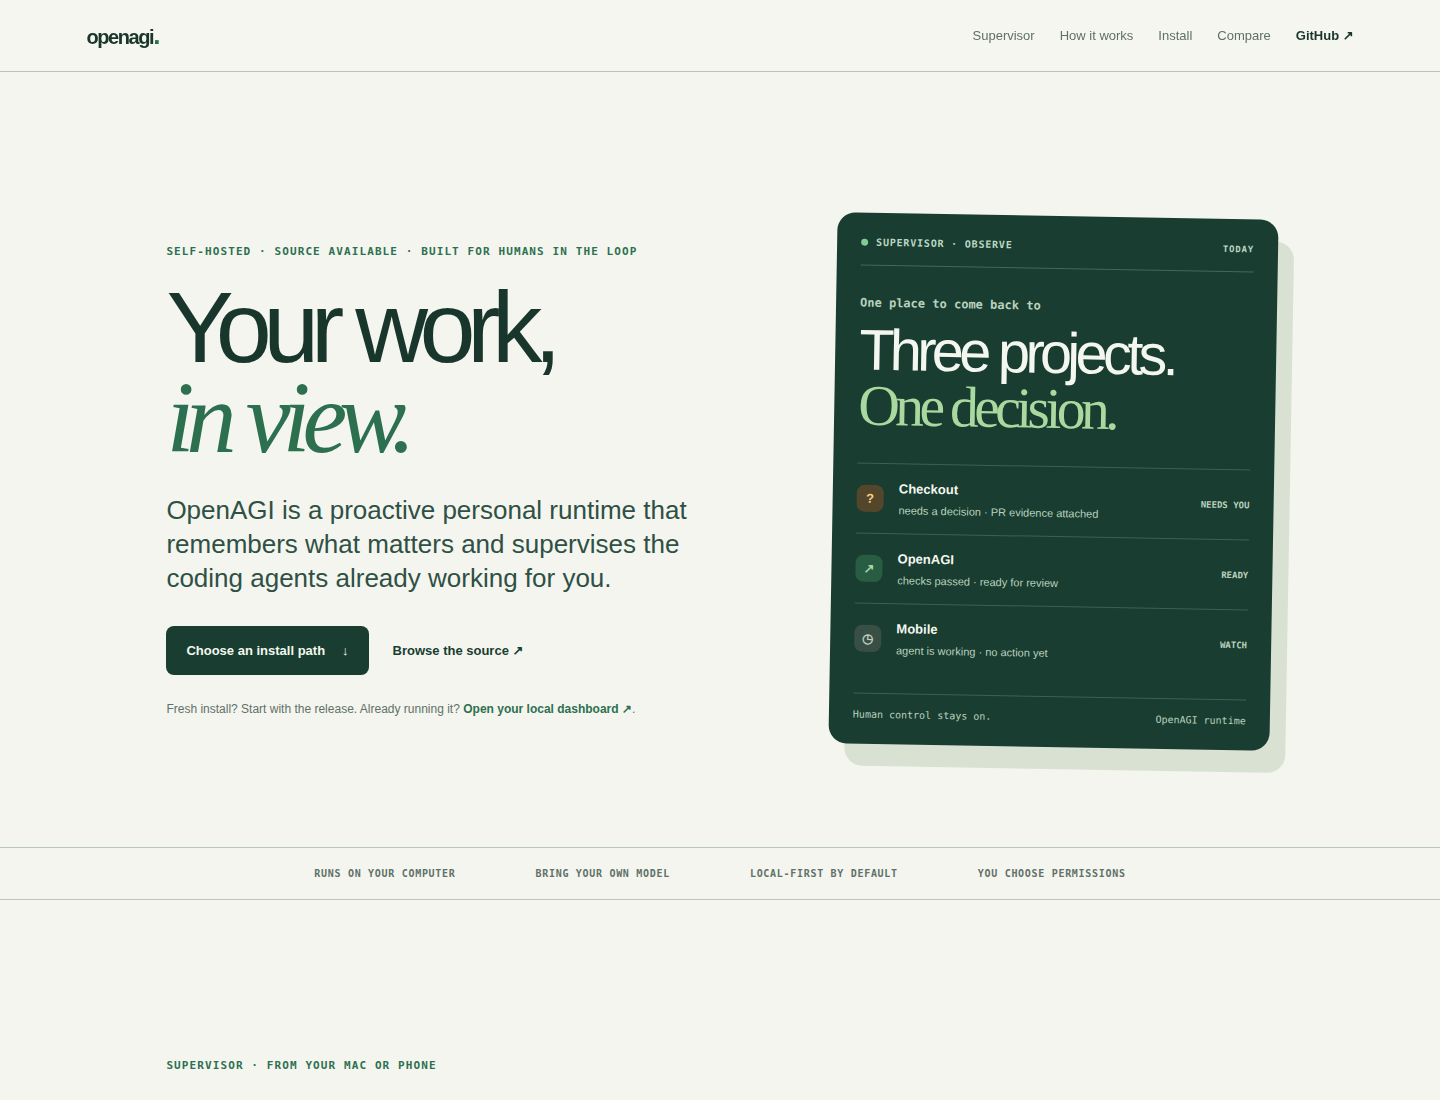 openagi.
Supervisor How it works Install Compare GitHub ↗
SELF-HOSTED · SOURCE AVAILABLE · BUILT FOR HUMANS IN THE LOOP
Your work,
in view.
OpenAGI is a proactive personal runtime that
remembers what matters and supervises the
coding agents already working for you.
Choose an install path ↓
Browse the source ↗
Fresh install? Start with the release. Already running it? Open your local dashboard ↗.
SUPERVISOR · OBSERVE
TODAY
One place to come back to
Three projects.
One decision.
?
Checkout
needs a decision · PR evidence attached
NEEDS YOU
↗
OpenAGI
checks passed · ready for review
READY
◷
Mobile
agent is working · no action yet
WATCH
Human control stays on.
OpenAGI runtime
RUNS ON YOUR COMPUTER BRING YOUR OWN MODEL LOCAL-FIRST BY DEFAULT YOU CHOOSE PERMISSIONS
SUPERVISOR · FROM YOUR MAC OR PHONE